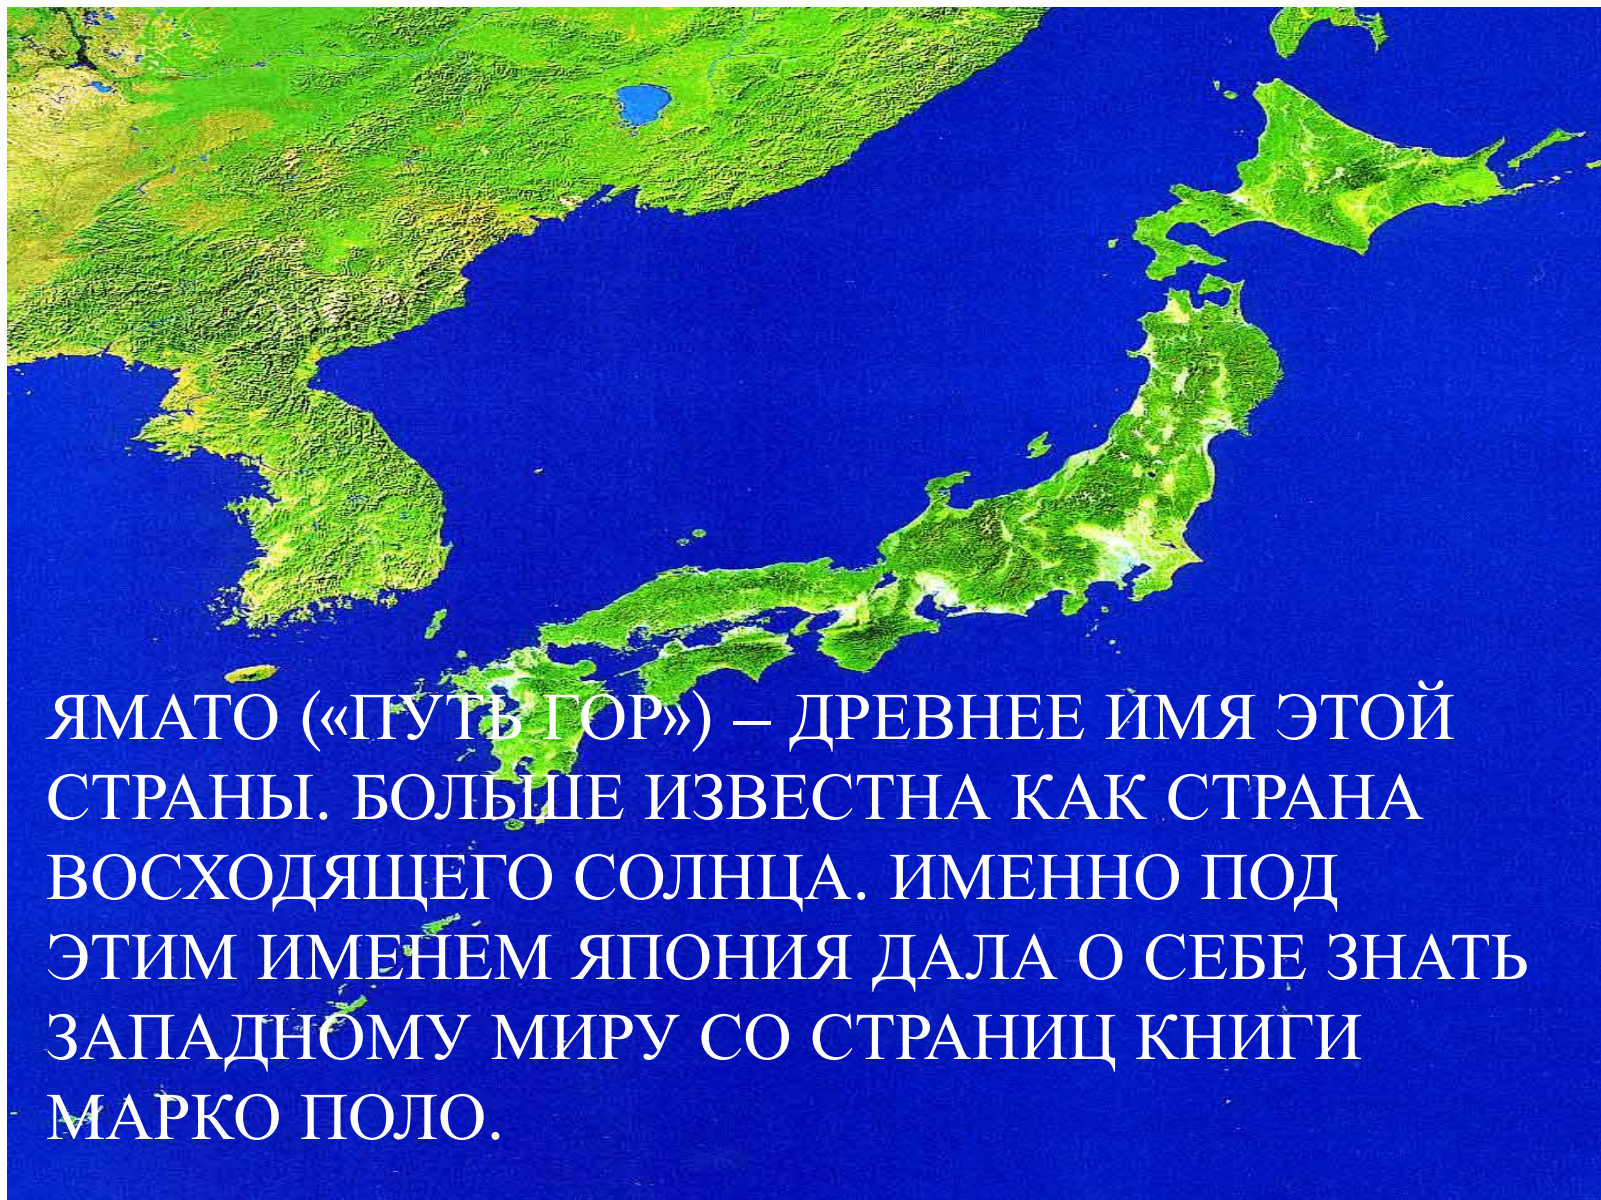 ЯМАТО («ПУТЬ ГОР») – ДРЕВНЕЕ ИМЯ ЭТОЙ
СТРАНЫ. БОЛЬШЕ ИЗВЕСТНА КАК СТРАНА
ВОСХОДЯЩЕГО СОЛНЦА. ИМЕННО ПОД
ЭТИМ ИМЕНЕМ ЯПОНИЯ ДАЛА О СЕБЕ ЗНАТЬ
ЗАПАДНОМУ МИРУ СО СТРАНИЦ КНИГИ
МАРКО ПОЛО.